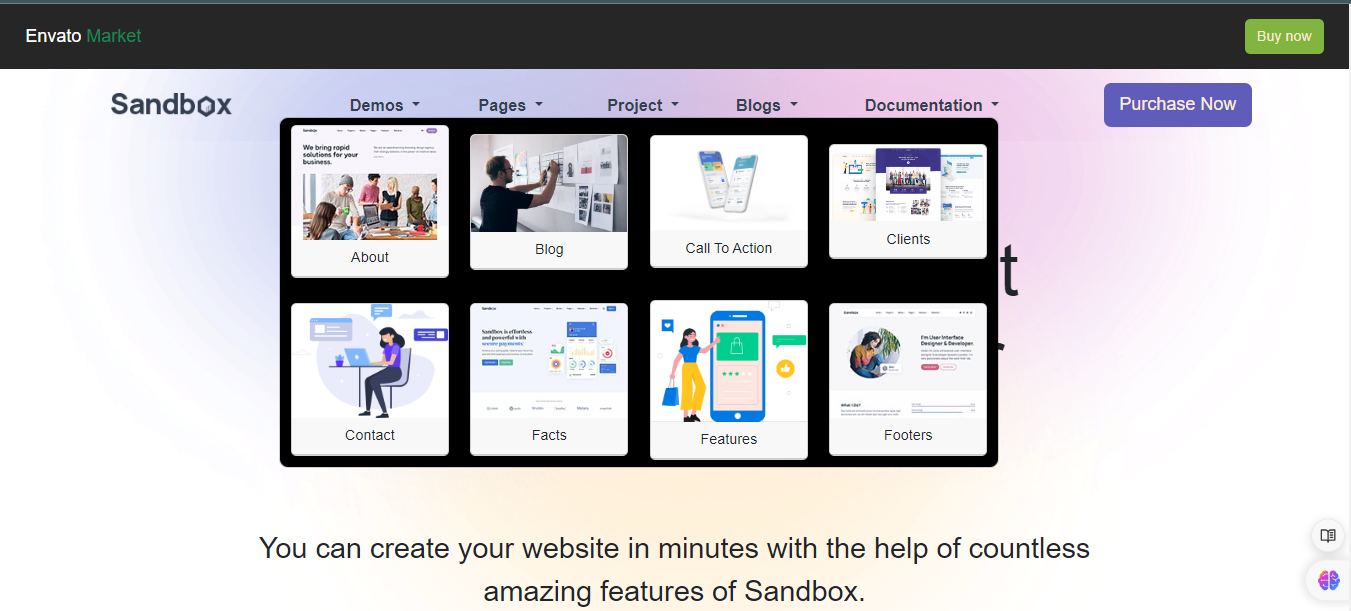 Envato Market
Buy now
Sandbox
Demos
Pages
Project
Blogs
Documentation
Purchase Now
We bring rapid
solutions for your
business.
About
Blog
Call To Action
Clients
t
Contact
Sandbox is effortless
and powerful with
secure payments
Facts
Features
I'm User Interface
Designer & Developer.
What I Do?
Footers
You can create your website in minutes with the help of countless
amazing features of Sandbox.